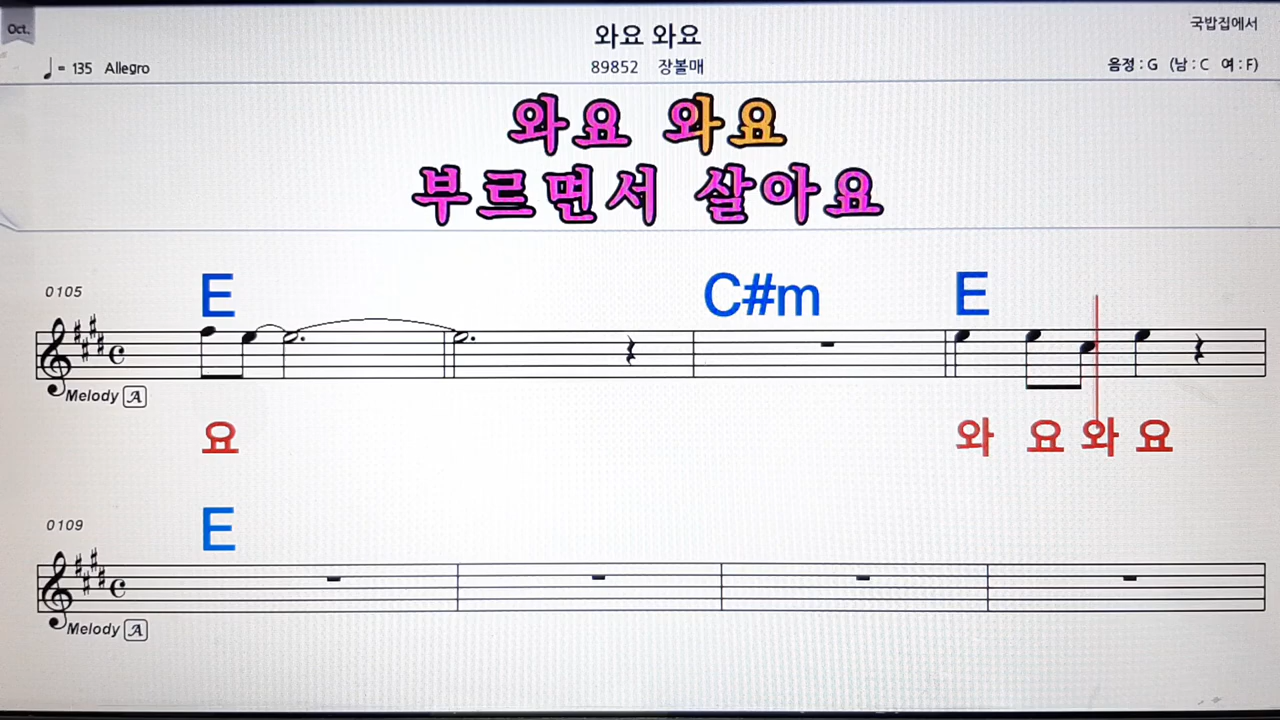 Oct.
와요 와요
국밥집에서
♩= 135 Allegro
89852 장볼매
음정 : G (남 : C 여 : F)
와요 와요
부르면서 살아요
0105
E C#m E
Melody A
요 와 요 와 요
0109
E
Melody A